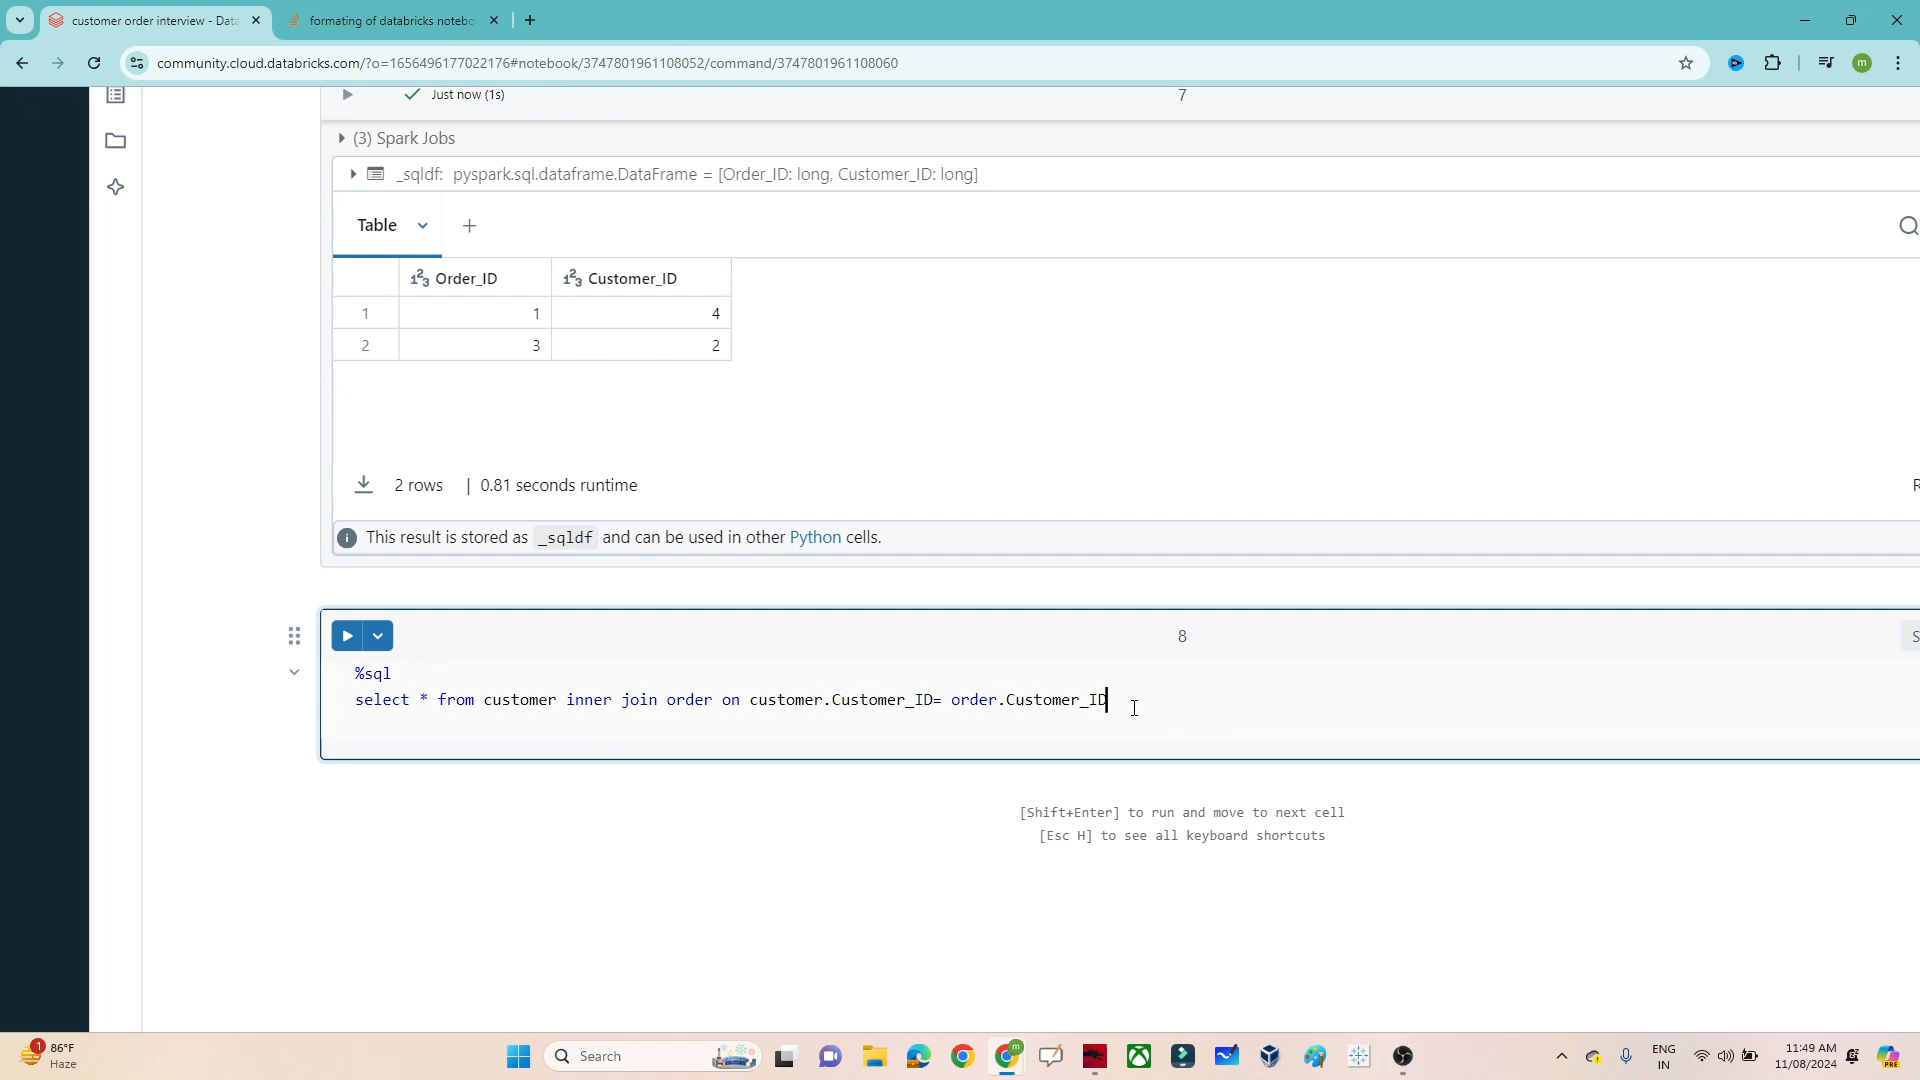 customer order interview - Data
formating of databricks notebo
community.cloud.databricks.com/?o=1656496177022176#notebook/3747801961108052/command/3747801961108060
m
Just now (1s)
7
(3) Spark Jobs
_sqldf: pyspark.sql.dataframe.DataFrame = [Order_ID: long, Customer_ID: long]
Table
Order_ID Customer_ID
1 1 4
2 3 2
2 rows | 0.81 seconds runtime
R
This result is stored as _sqldf and can be used in other Python cells.
8
S
%sql
select * from customer inner join order on customer.Customer_ID= order.Customer_ID
[Shift+Enter] to run and move to next cell
[Esc H] to see all keyboard shortcuts
1
86°F
Haze
Search
m
ENG
IN
11:49 AM
11/08/2024
PRE